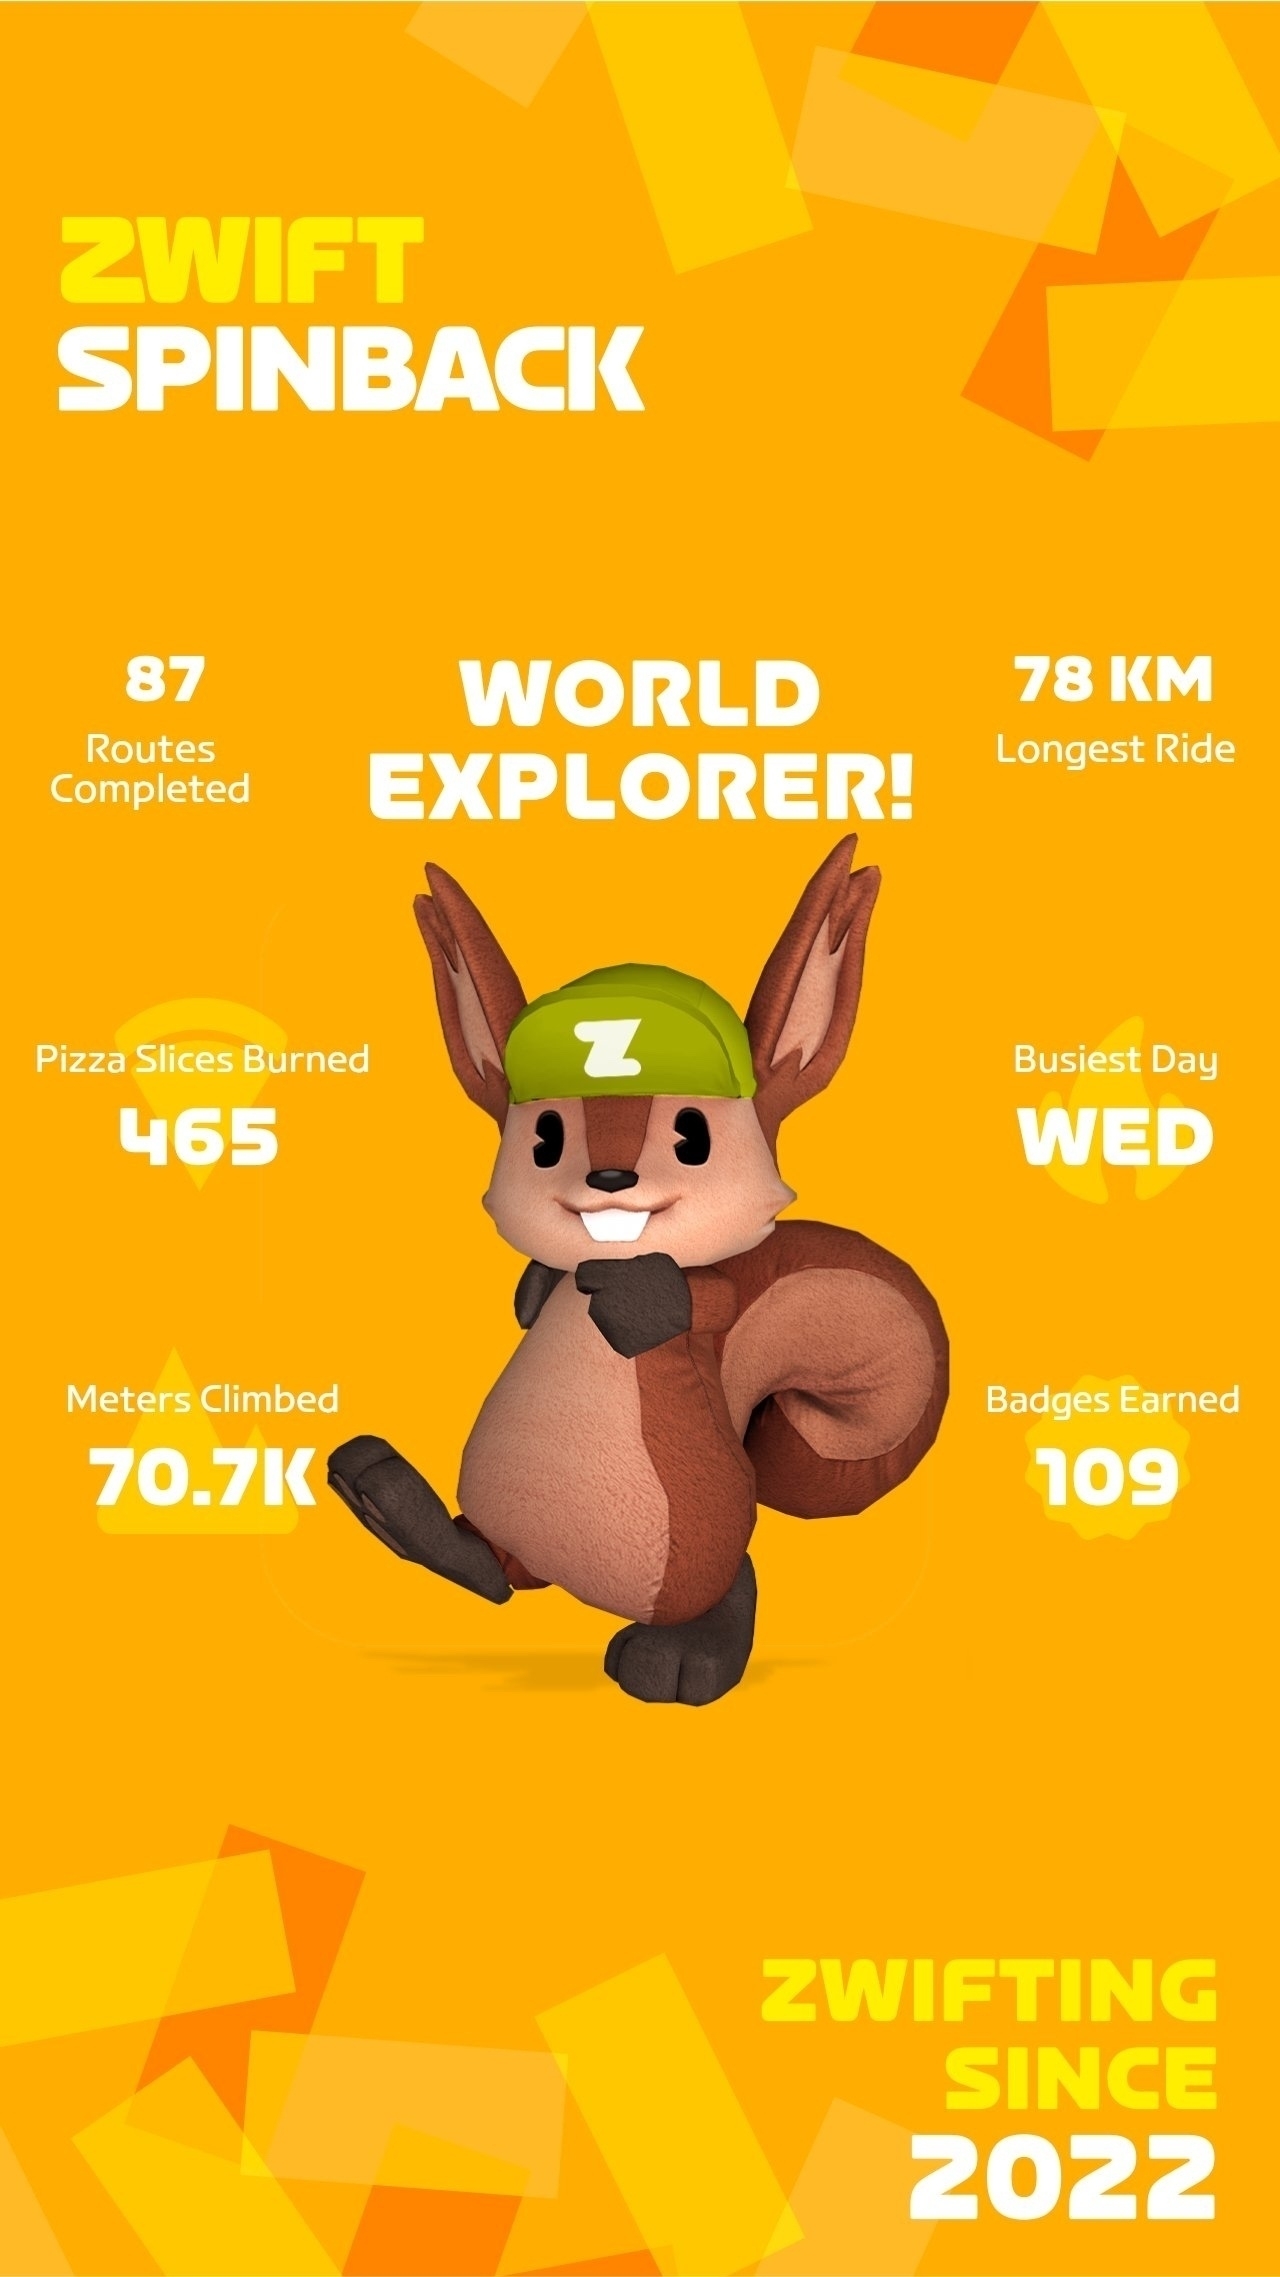 ZWIFT
SPINBACK
87
Routes
Completed
WORLD
EXPLORER!
78 KM
Longest Ride
Z
Pizza Slices Burned
465
Busiest Day
WED
Meters Climbed
70.7K
Badges Earned
109
ZWIFTING
SINCE
2022